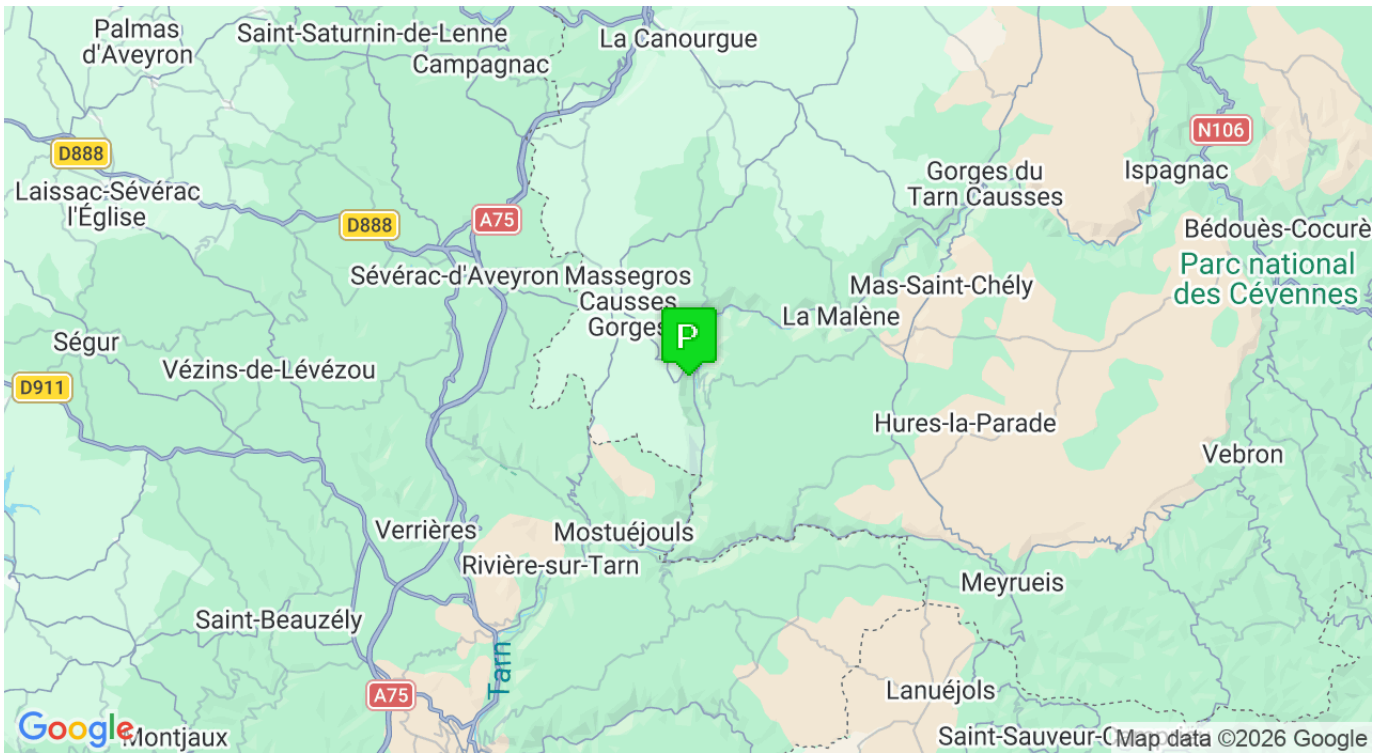 Palmas
d'Aveyron
Saint-Saturnin-de-Lenne
La Canourgue
Campagnac
N106
D888
Ispagnac
Gorges du
Tarn Causses
Laissac-Sévérac
l'Église
D888
A75
Bédouès-Cocurè
Parc national
des Cévennes
Sévérac-d'Aveyron
Massegros
Causses
Gorges
P
Mas-Saint-Chély
La Malène
Ségur
Vézins-de-Lévézou
D911
Hures-la-Parade
Vebron
Verrières
Mostuéjouls
Rivière-sur-Tarn
Meyrueis
Saint-Beauzély
Tarn
A75
Lanuéjols
Google
Montjaux
Saint-Sauveur-C
Map data ©2026 Google